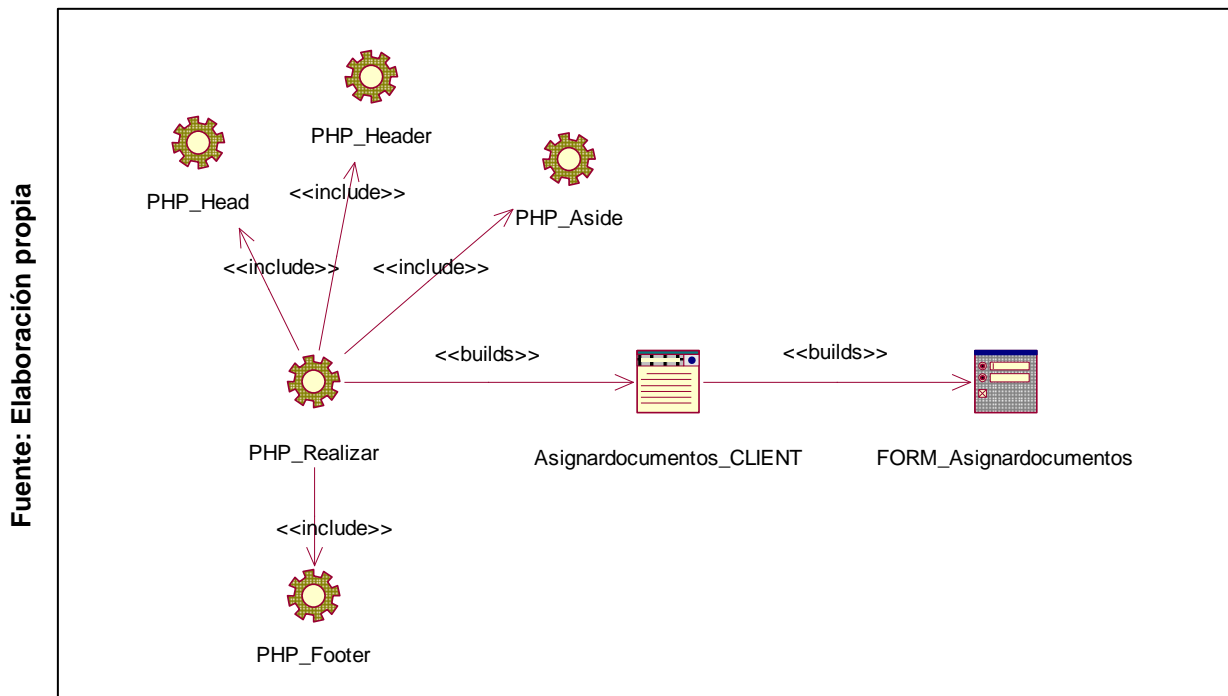 Fuente: Elaboración propia
PHP_Header
PHP_Head
<<include>>
PHP_Aside
<<include>>
<<include>>
<<builds>>
<<builds>>
PHP_Realizar
Asignardocumentos_CLIENT
FORM_Asignardocumentos
<<include>>
PHP_Footer